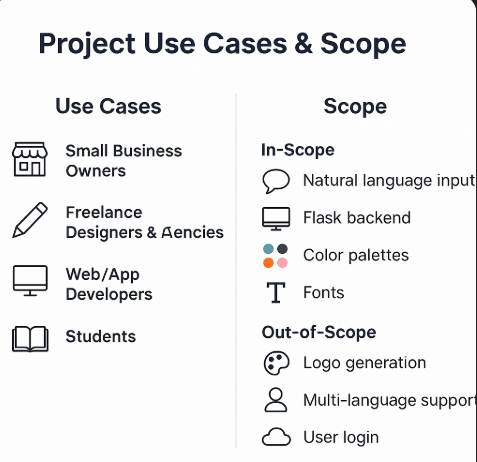 Project Use Cases & Scope
Use Cases
Small Business
Owners
Freelance
Designers & Aencies
Web/App
Developers
Students
Scope
In-Scope
Natural language input
Flask backend
Color palettes
Fonts
Out-of-Scope
Logo generation
Multi-language support
User login